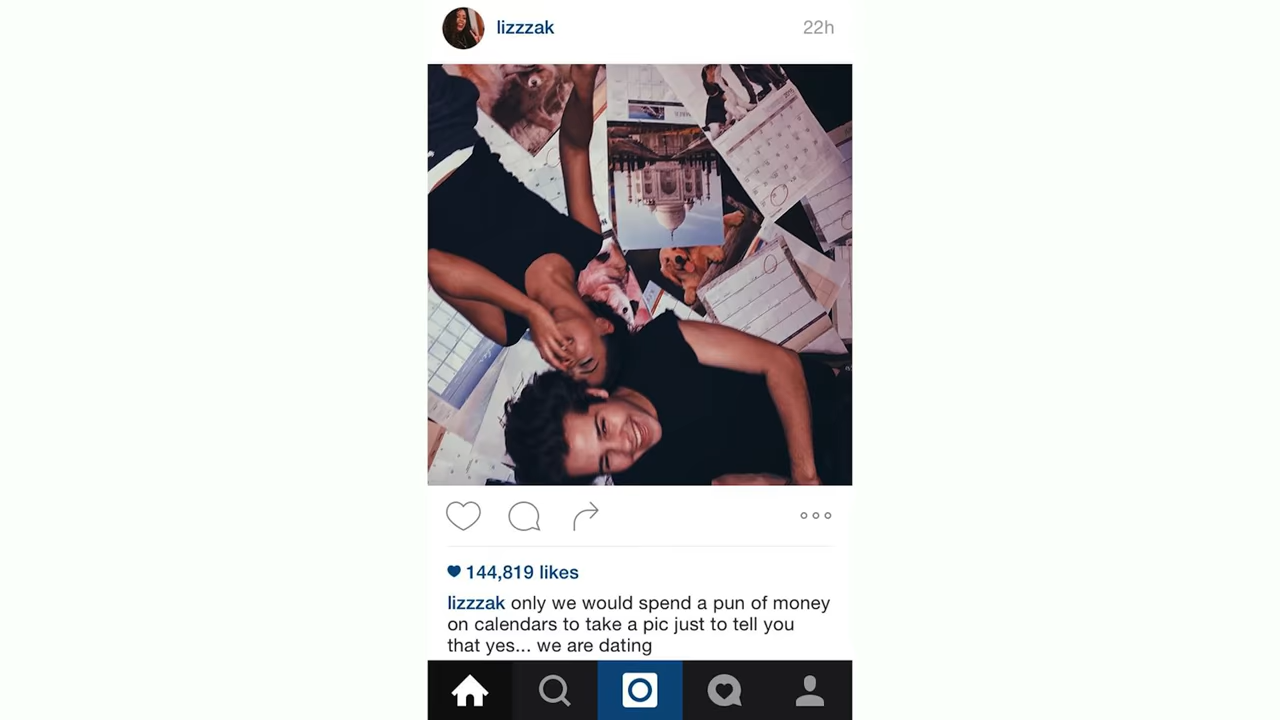 lizzzak
22h
144,819 likes
lizzzak only we would spend a pun of money
on calendars to take a pic just to tell you
that yes... we are dating